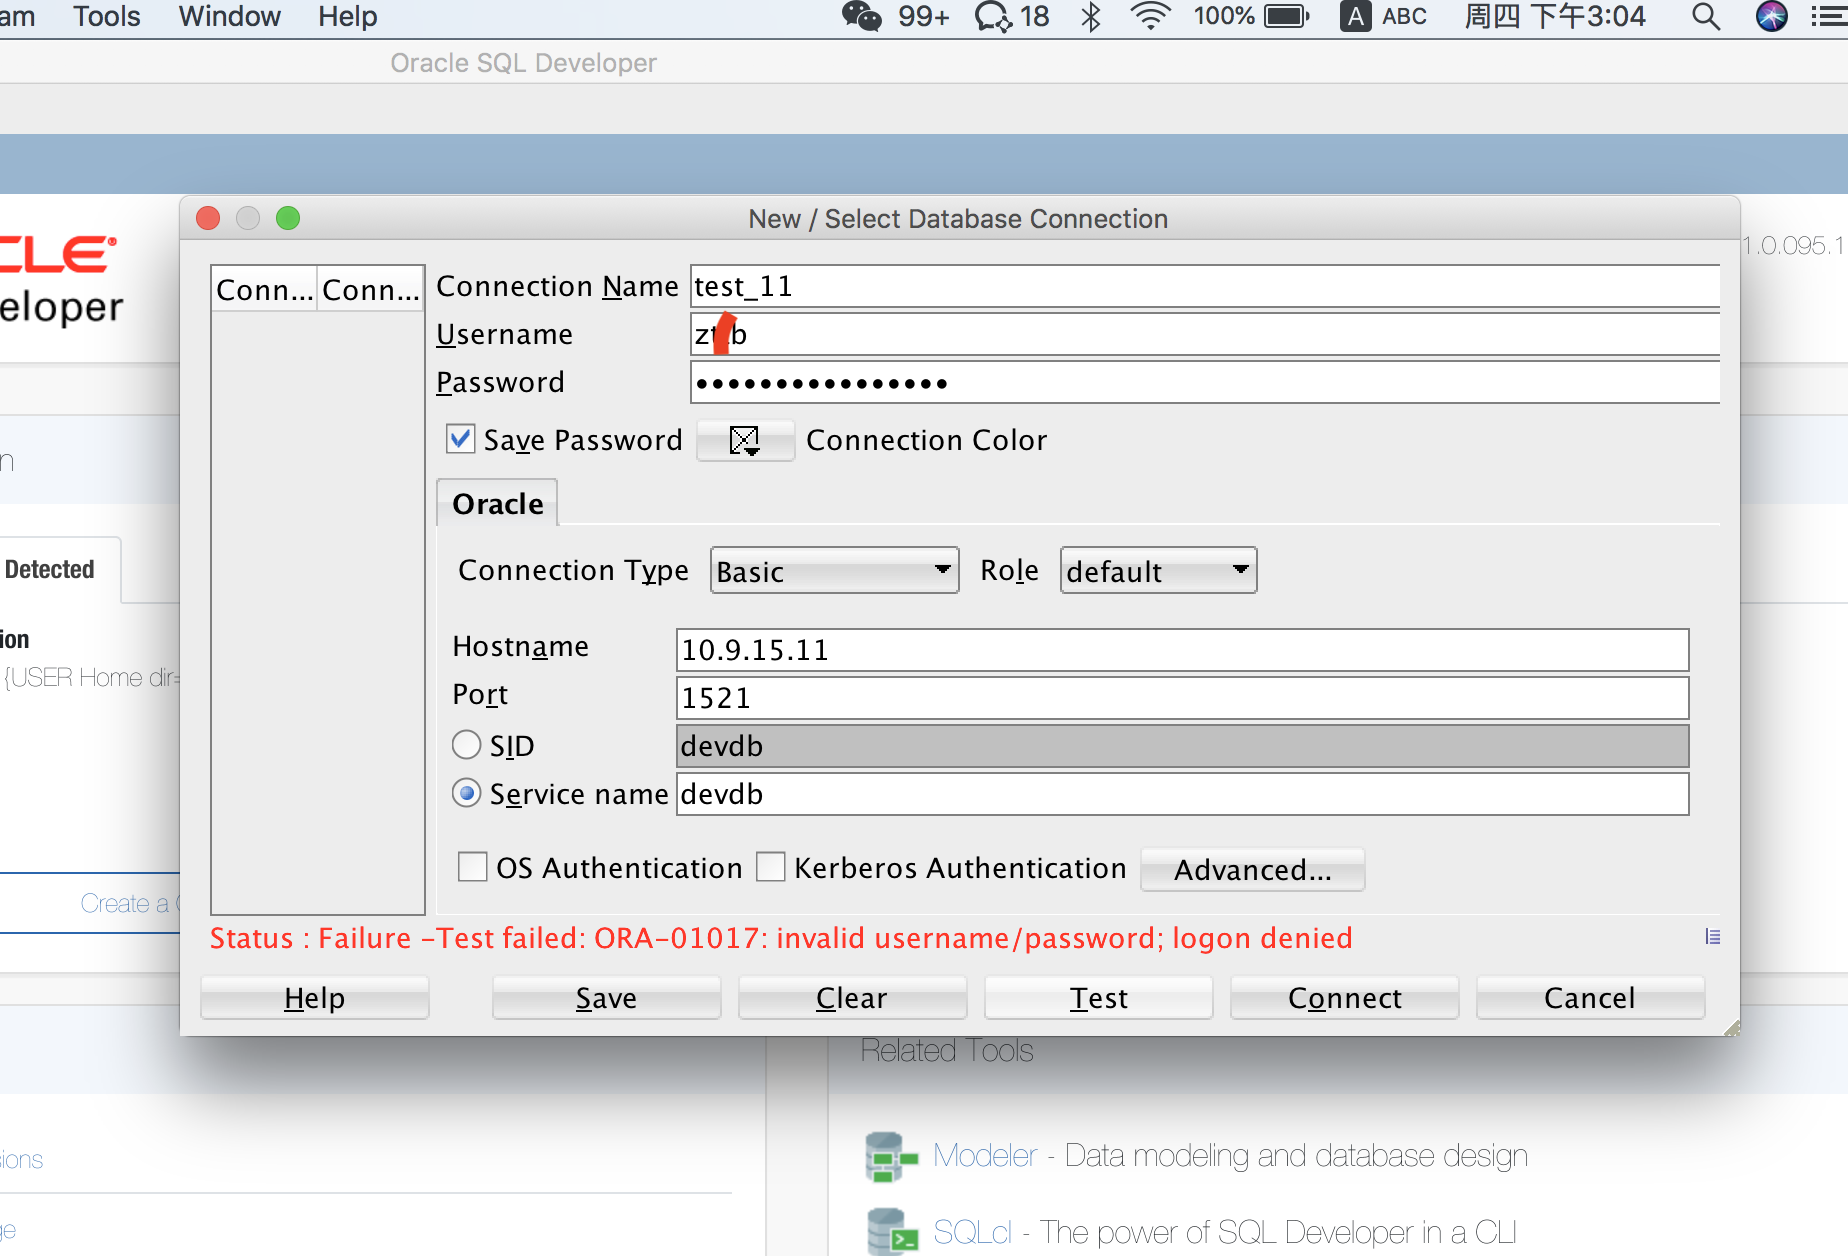 am Tools Window Help 99+ 18 100% A ABC 周四 下午3:04
Oracle SQL Developer
New / Select Database Connection
CLE®
eloper
1.0.095.1
Conn... Conn...
Connection Name test_11
Username
Password ••••••••••••••••
Save Password Connection Color
n
Oracle
Detected
Connection Type Basic Role default
ion
{USER Home dir=
Hostname 10.9.15.11
Port 1521
SID devdb
Service name devdb
OS Authentication Kerberos Authentication Advanced...
Create a
Status : Failure -Test failed: ORA-01017: invalid username/password; logon denied
Help Save Clear Test Connect Cancel
Related Tools
Modeler - Data modeling and database design
ions
SQLcl - The power of SQL Developer in a CLI
ge